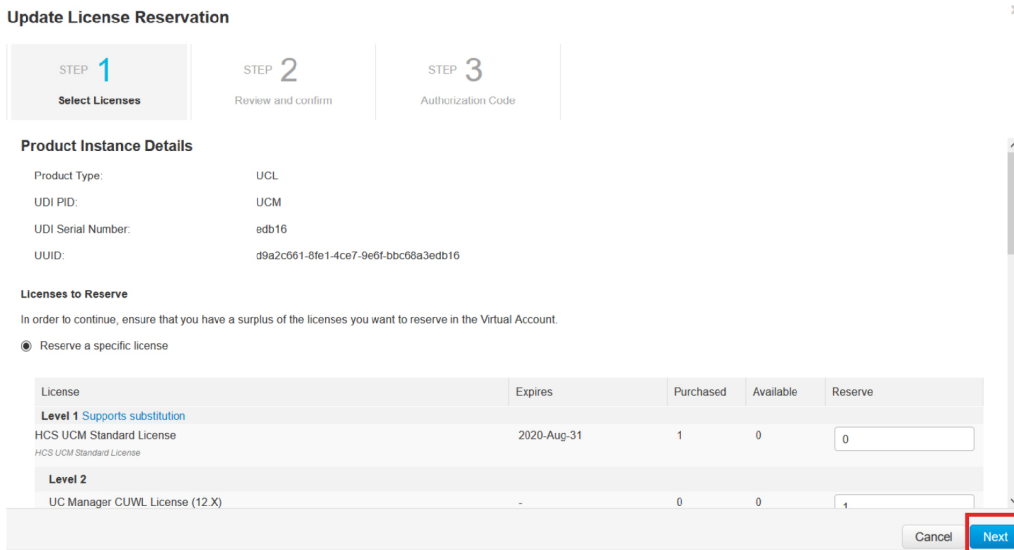 Update License Reservation
STEP 1
Select Licenses
STEP 2
Review and confirm
STEP 3
Authorization Code
Product Instance Details
Product Type: UCL
UDI PID: UCM
UDI Serial Number: edb16
UUID: d9a2c661-8fe1-4ce7-9e6f-bbc68a3edb16
Licenses to Reserve
In order to continue, ensure that you have a surplus of the licenses you want to reserve in the Virtual Account.
Reserve a specific license
License Expires Purchased Available Reserve
Level 1 Supports substitution
HCS UCM Standard License 2020-Aug-31 1 0 0
HCS UCM Standard License
Level 2
UC Manager CUWL License (12.X) - 0 0 1
Cancel Next